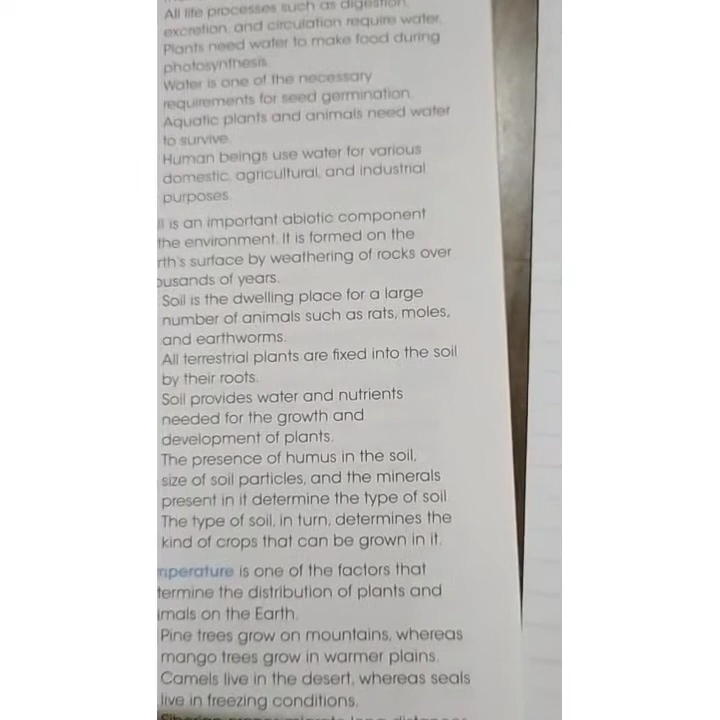 All life processes such as digestion,
excretion, and circulation require water.
Plants need water to make food during
photosynthesis.
Water is one of the necessary
requirements for seed germination.
Aquatic plants and animals need water
to survive.
Human beings use water for various
domestic, agricultural, and industrial
purposes.
il is an important abiotic component
the environment. It is formed on the
rth's surface by weathering of rocks over
ousands of years.
Soil is the dwelling place for a large
number of animals such as rats, moles,
and earthworms.
All terrestrial plants are fixed into the soil
by their roots.
Soil provides water and nutrients
needed for the growth and
development of plants.
The presence of humus in the soil,
size of soil particles, and the minerals
present in it determine the type of soil.
The type of soil, in turn, determines the
kind of crops that can be grown in it.
mperature is one of the factors that
termine the distribution of plants and
imals on the Earth.
Pine trees grow on mountains, whereas
mango trees grow in warmer plains.
Camels live in the desert, whereas seals
live in freezing conditions.